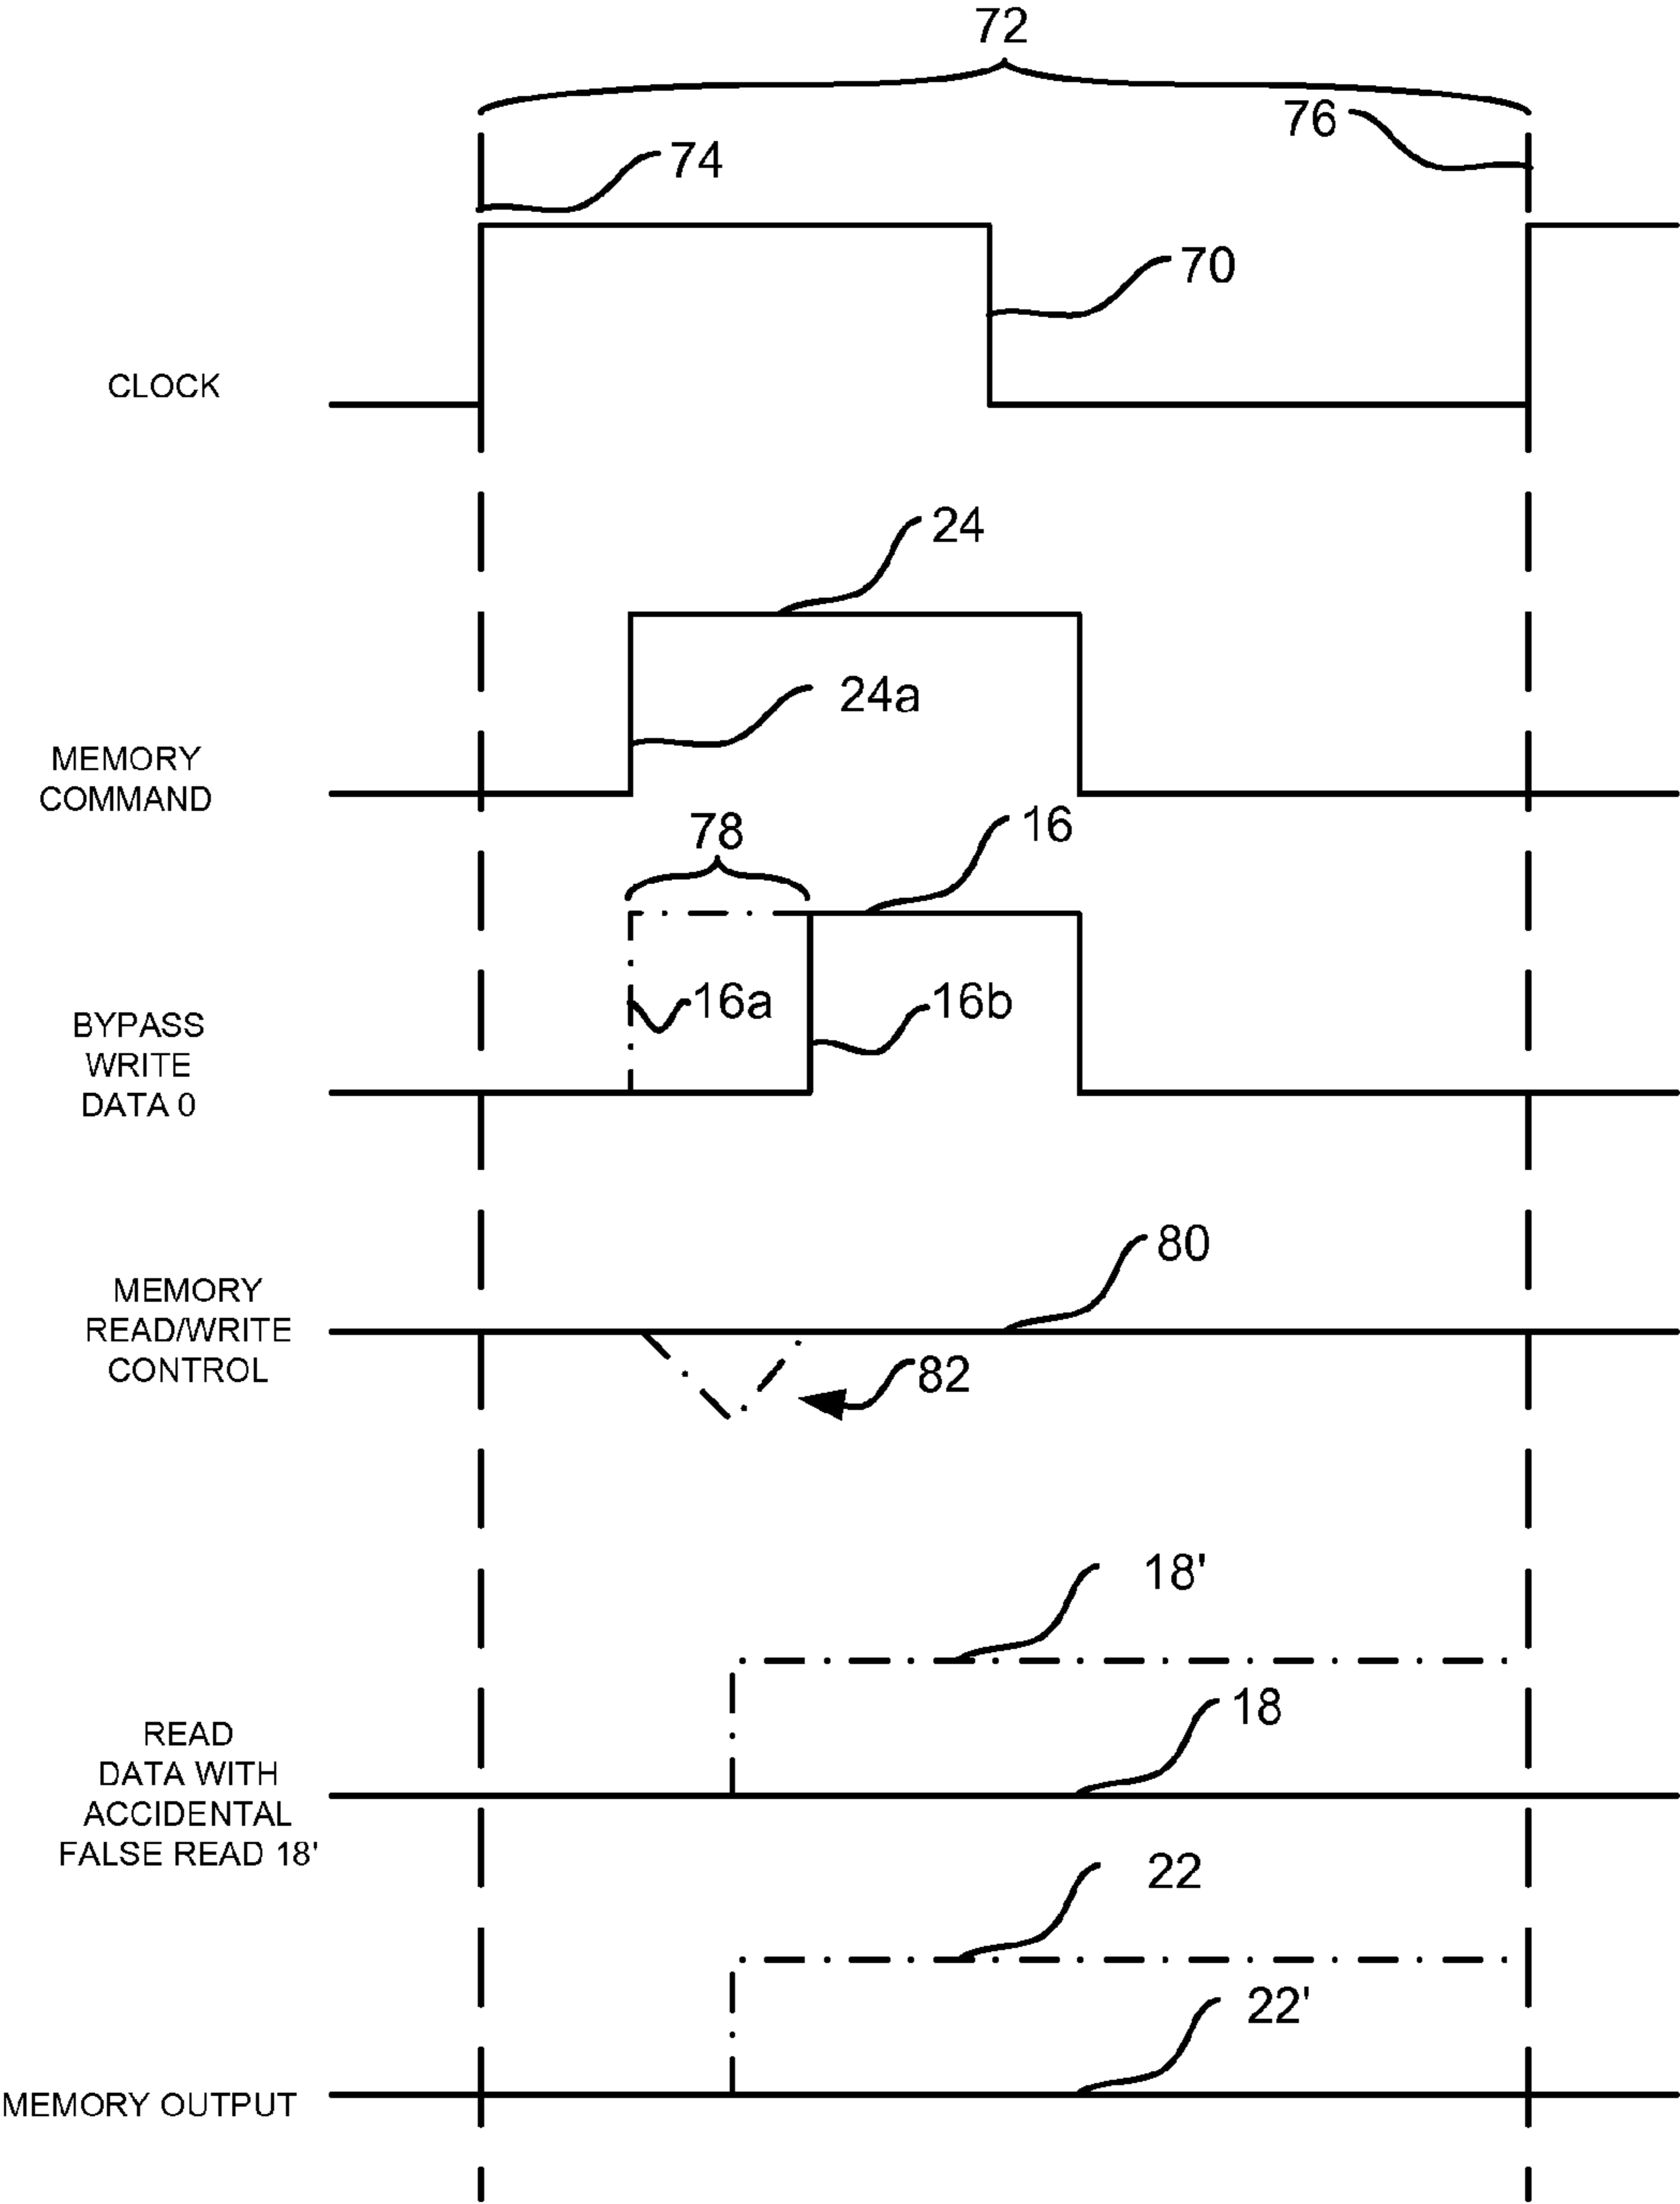 72
76
74
70
CLOCK
24
24a
MEMORY
COMMAND
78
16
16a
16b
BYPASS
WRITE
DATA 0
80
MEMORY
READ/WRITE
CONTROL
82
18'
18
READ
DATA WITH
ACCIDENTAL
FALSE READ 18'
22
22'
MEMORY OUTPUT